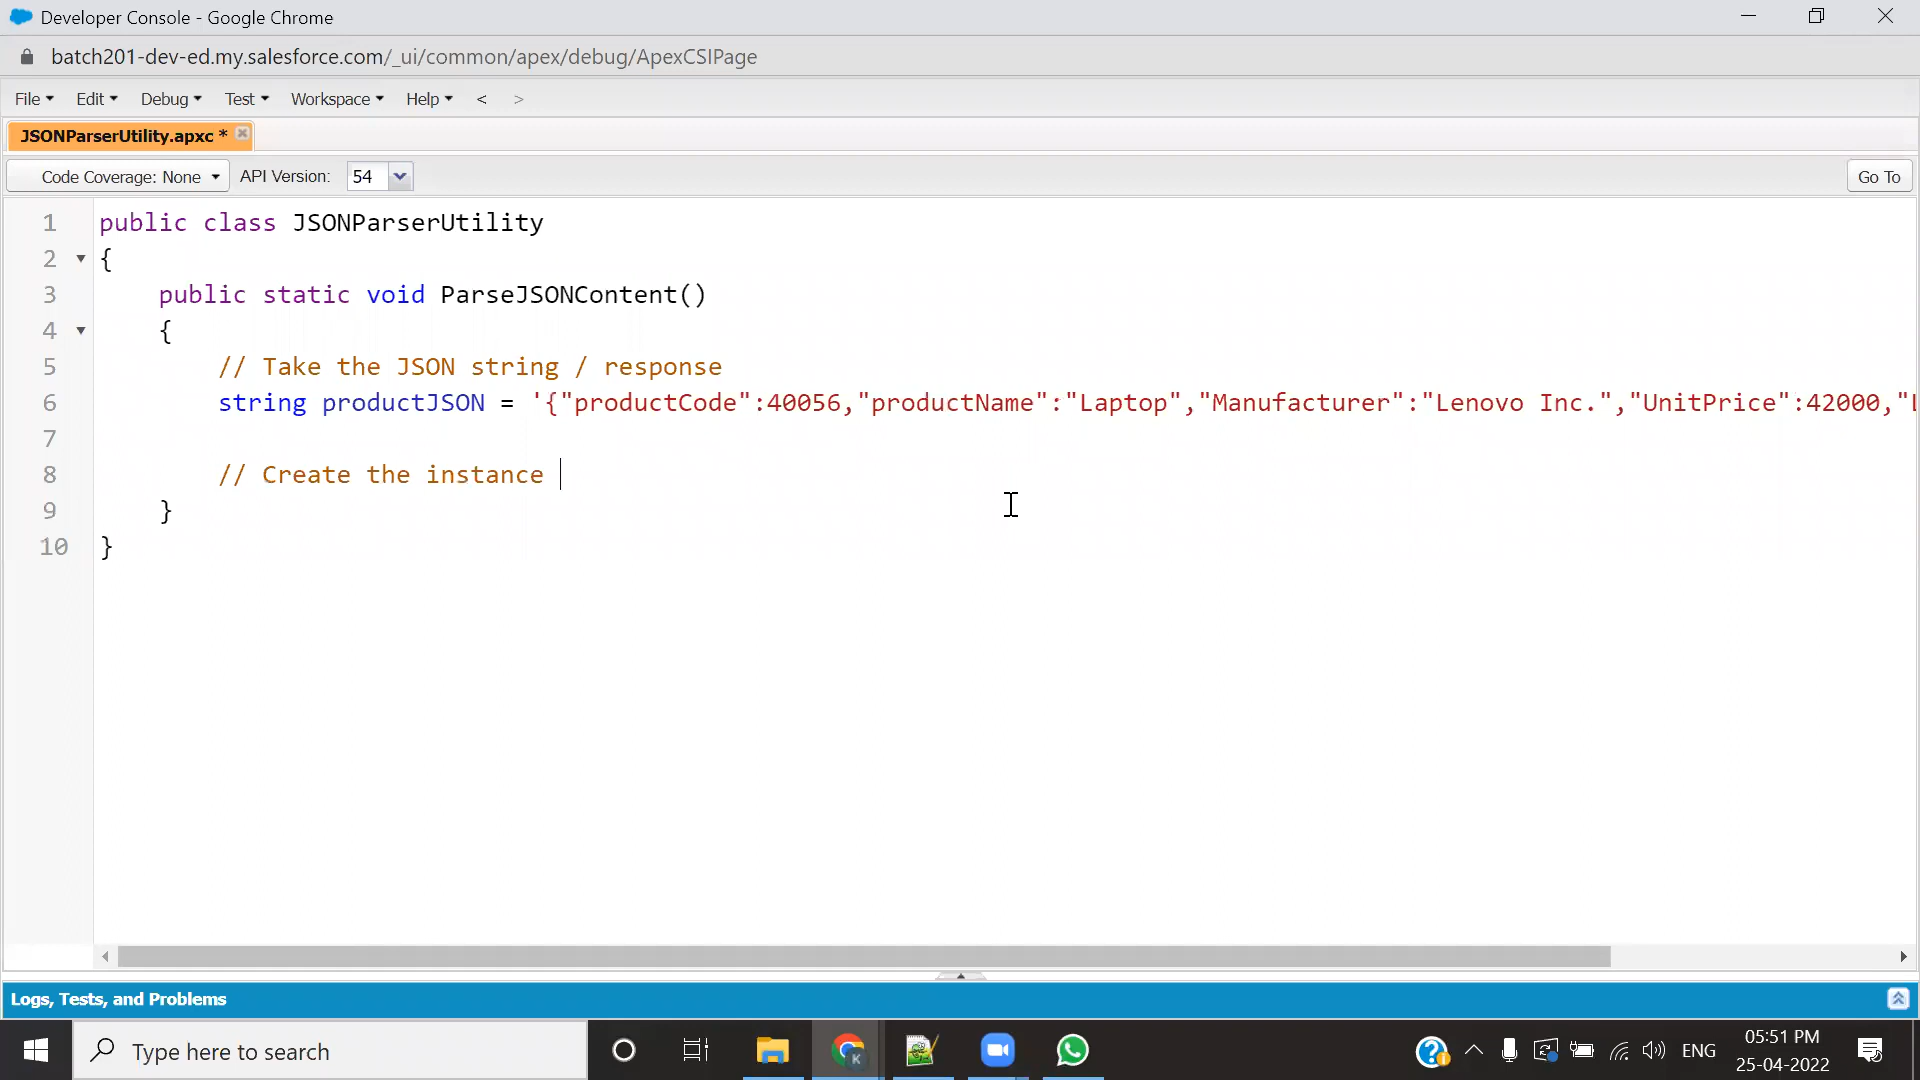 Developer Console - Google Chrome
batch201-dev-ed.my.salesforce.com/_ui/common/apex/debug/ApexCSIPage
File Edit Debug Test Workspace Help < >
JSONParserUtility.apxc *
Code Coverage: None API Version: 54 Go To
1 public class JSONParserUtility
2 {
3 public static void ParseJSONContent()
4 {
5 // Take the JSON string / response
6 string productJSON = '{"productCode":40056,"productName":"Laptop","Manufacturer":"Lenovo Inc.","UnitPrice":42000,"
7
8 // Create the instance
9 }
10 }
Logs, Tests, and Problems
Type here to search
ENG
05:51 PM
25-04-2022